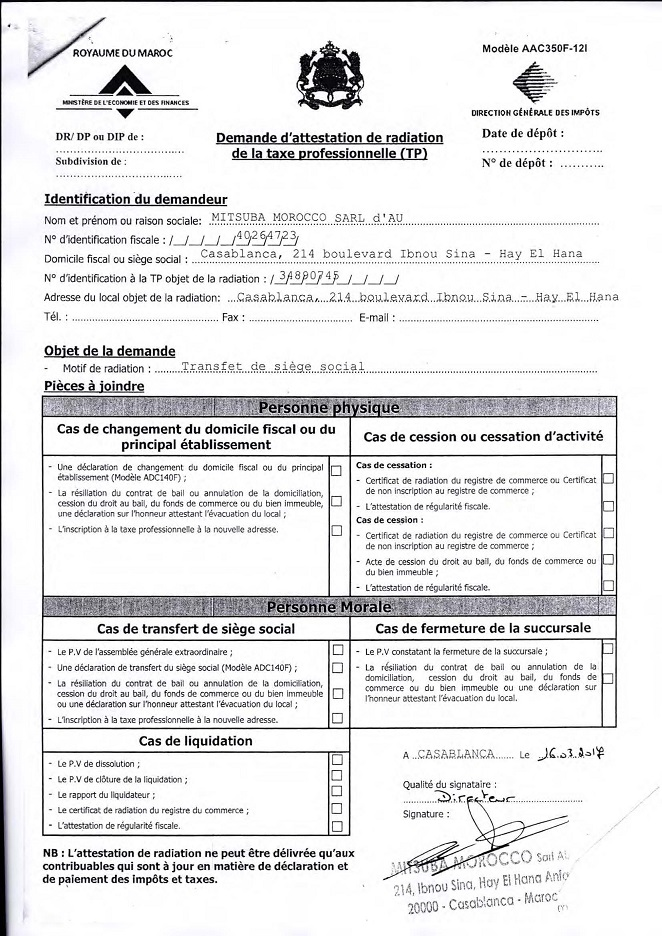 ROYAUME DU MAROC
MINISTÈRE DE L'ECONOMIE ET DES FINANCES
Modèle AAC350F-12I
DIRECTION GÉNÉRALE DES IMPÔTS
DR/ DP ou DIP de :
Subdivision de :
Demande d'attestation de radiation
de la taxe professionnelle (TP)
Date de dépôt :
N° de dépôt :
Identification du demandeur
Nom et prénom ou raison sociale: MITSUBA MOROCCO SARL d'AU
N° d'identification fiscale : 40264723
Domicile fiscal ou siège social : Casablanca, 214 boulevard Ibnou Sina - Hay El Hana
N° d'identification à la TP objet de la radiation : 34890745
Adresse du local objet de la radiation: Casablanca, 214 boulevard Ibnou Sina - Hay El Hana
Tél. : Fax : E-mail :
Objet de la demande
- Motif de radiation : Transfet de siège social
Pièces à joindre
Personne physique
Cas de changement du domicile fiscal ou du
principal établissement
- Une déclaration de changement du domicile fiscal ou du principal
établissement (Modèle ADC140F) ;
- La résiliation du contrat de bail ou annulation de la domiciliation,
cession du droit au bail, du fonds de commerce ou du bien immeuble,
une déclaration sur l'honneur attestant l'évacuation du local ;
- L'inscription à la taxe professionnelle à la nouvelle adresse.
Cas de cession ou cessation d'activité
Cas de cessation :
- Certificat de radiation du registre de commerce ou Certificat
de non inscription au registre de commerce ;
- L'attestation de régularité fiscale.
Cas de cession :
- Certificat de radiation du registre de commerce ou Certificat
de non inscription au registre de commerce ;
- Acte de cession du droit au bail, du fonds de commerce ou
du bien immeuble ;
- L'attestation de régularité fiscale.
Personne Morale
Cas de transfert de siège social
- Le P.V de l'assemblée générale extraordinaire ;
- Une déclaration de transfert du siège social (Modèle ADC140F) ;
- La résiliation du contrat de bail ou annulation de la domiciliation,
cession du droit au bail, du fonds de commerce ou du bien immeuble
ou une déclaration sur l'honneur attestant l'évacuation du local ;
- L'inscription à la taxe professionnelle à la nouvelle adresse.
Cas de fermeture de la succursale
- Le P.V constatant la fermeture de la succursale ;
- La résiliation du contrat de bail ou annulation de la
domiciliation, cession du droit au bail, du fonds de
commerce ou du bien immeuble ou une déclaration sur
l'honneur attestant l'évacuation du local.
Cas de liquidation
- Le P.V de dissolution ;
- Le P.V de clôture de la liquidation ;
- Le rapport du liquidateur ;
- Le certificat de radiation du registre du commerce ;
- L'attestation de régularité fiscale.
A CASABLANCA Le 16.03.2017
Qualité du signataire :
Directeur
Signature :
MITSUBA MOROCCO Sarl AU
214, Ibnou Sina, Hay El Hana
20000 - Casablanca - Maroc
NB : L'attestation de radiation ne peut être délivrée qu'aux
contribuables qui sont à jour en matière de déclaration et
de paiement des impôts et taxes.